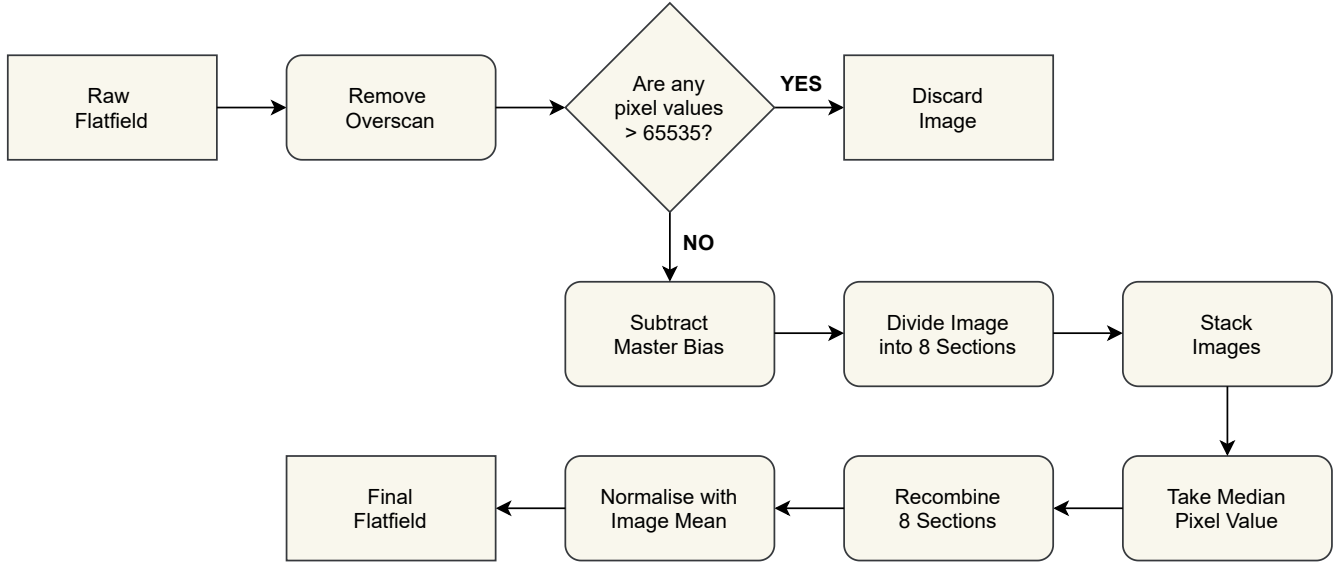 Raw
Flatfield
Remove
Overscan
Are any
pixel values
> 65535?
YES
Discard
Image
NO
Subtract
Master Bias
Divide Image
into 8 Sections
Stack
Images
Take Median
Pixel Value
Recombine
8 Sections
Normalise with
Image Mean
Final
Flatfield